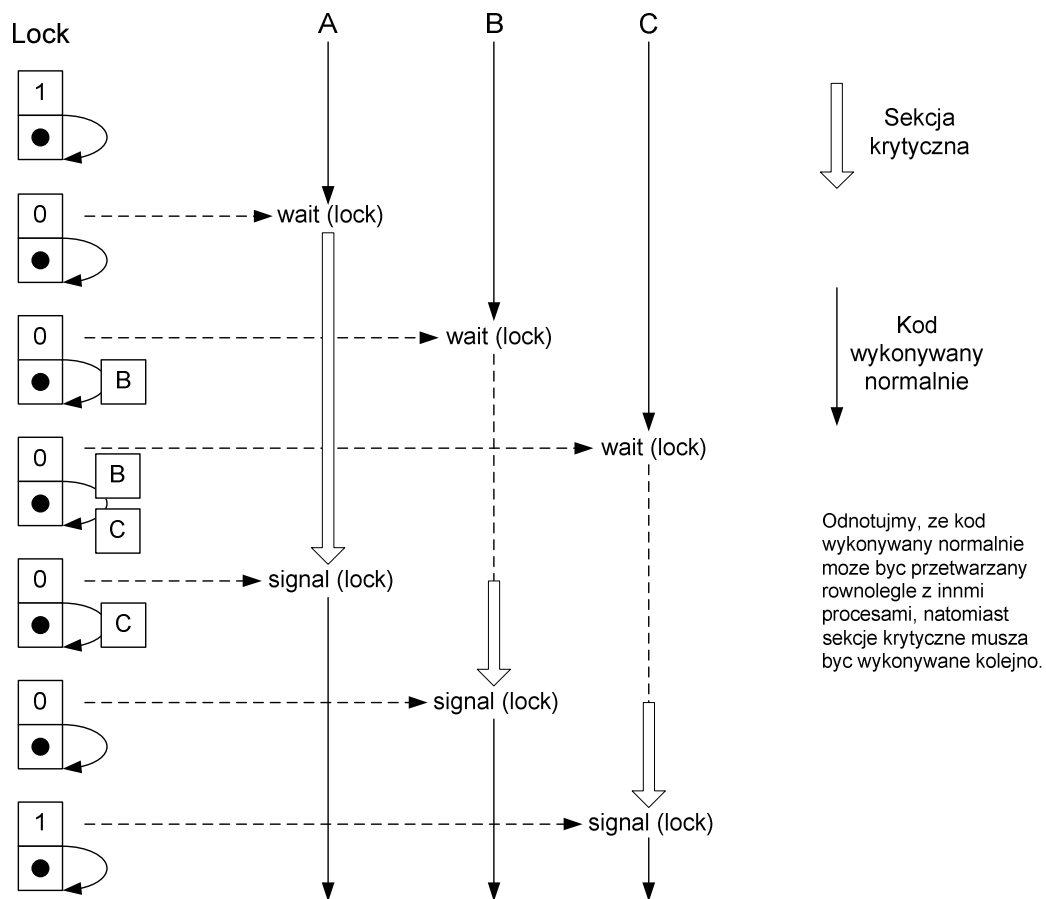 Lock
A
B
C
1
Sekcja
krytyczna
0
wait (lock)
0
wait (lock)
B
Kod
wykonywany
normalnie
0
wait (lock)
B
C
Odnotujmy, ze kod
wykonywany normalnie
moze byc przetwarzany
rownolegle z innmi
procesami, natomiast
sekcje krytyczne musza
byc wykonywane kolejno.
0
signal (lock)
C
0
signal (lock)
1
signal (lock)